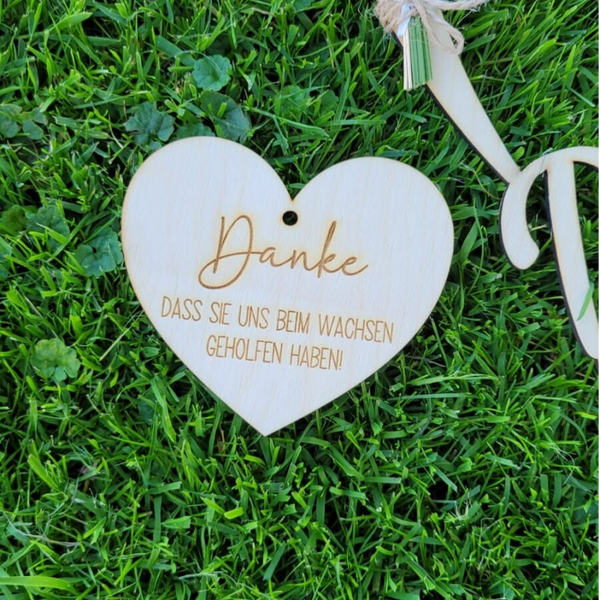 Danke
DASS SIE UNS BEIM WACHSEN
GEHOLFEN HABEN!